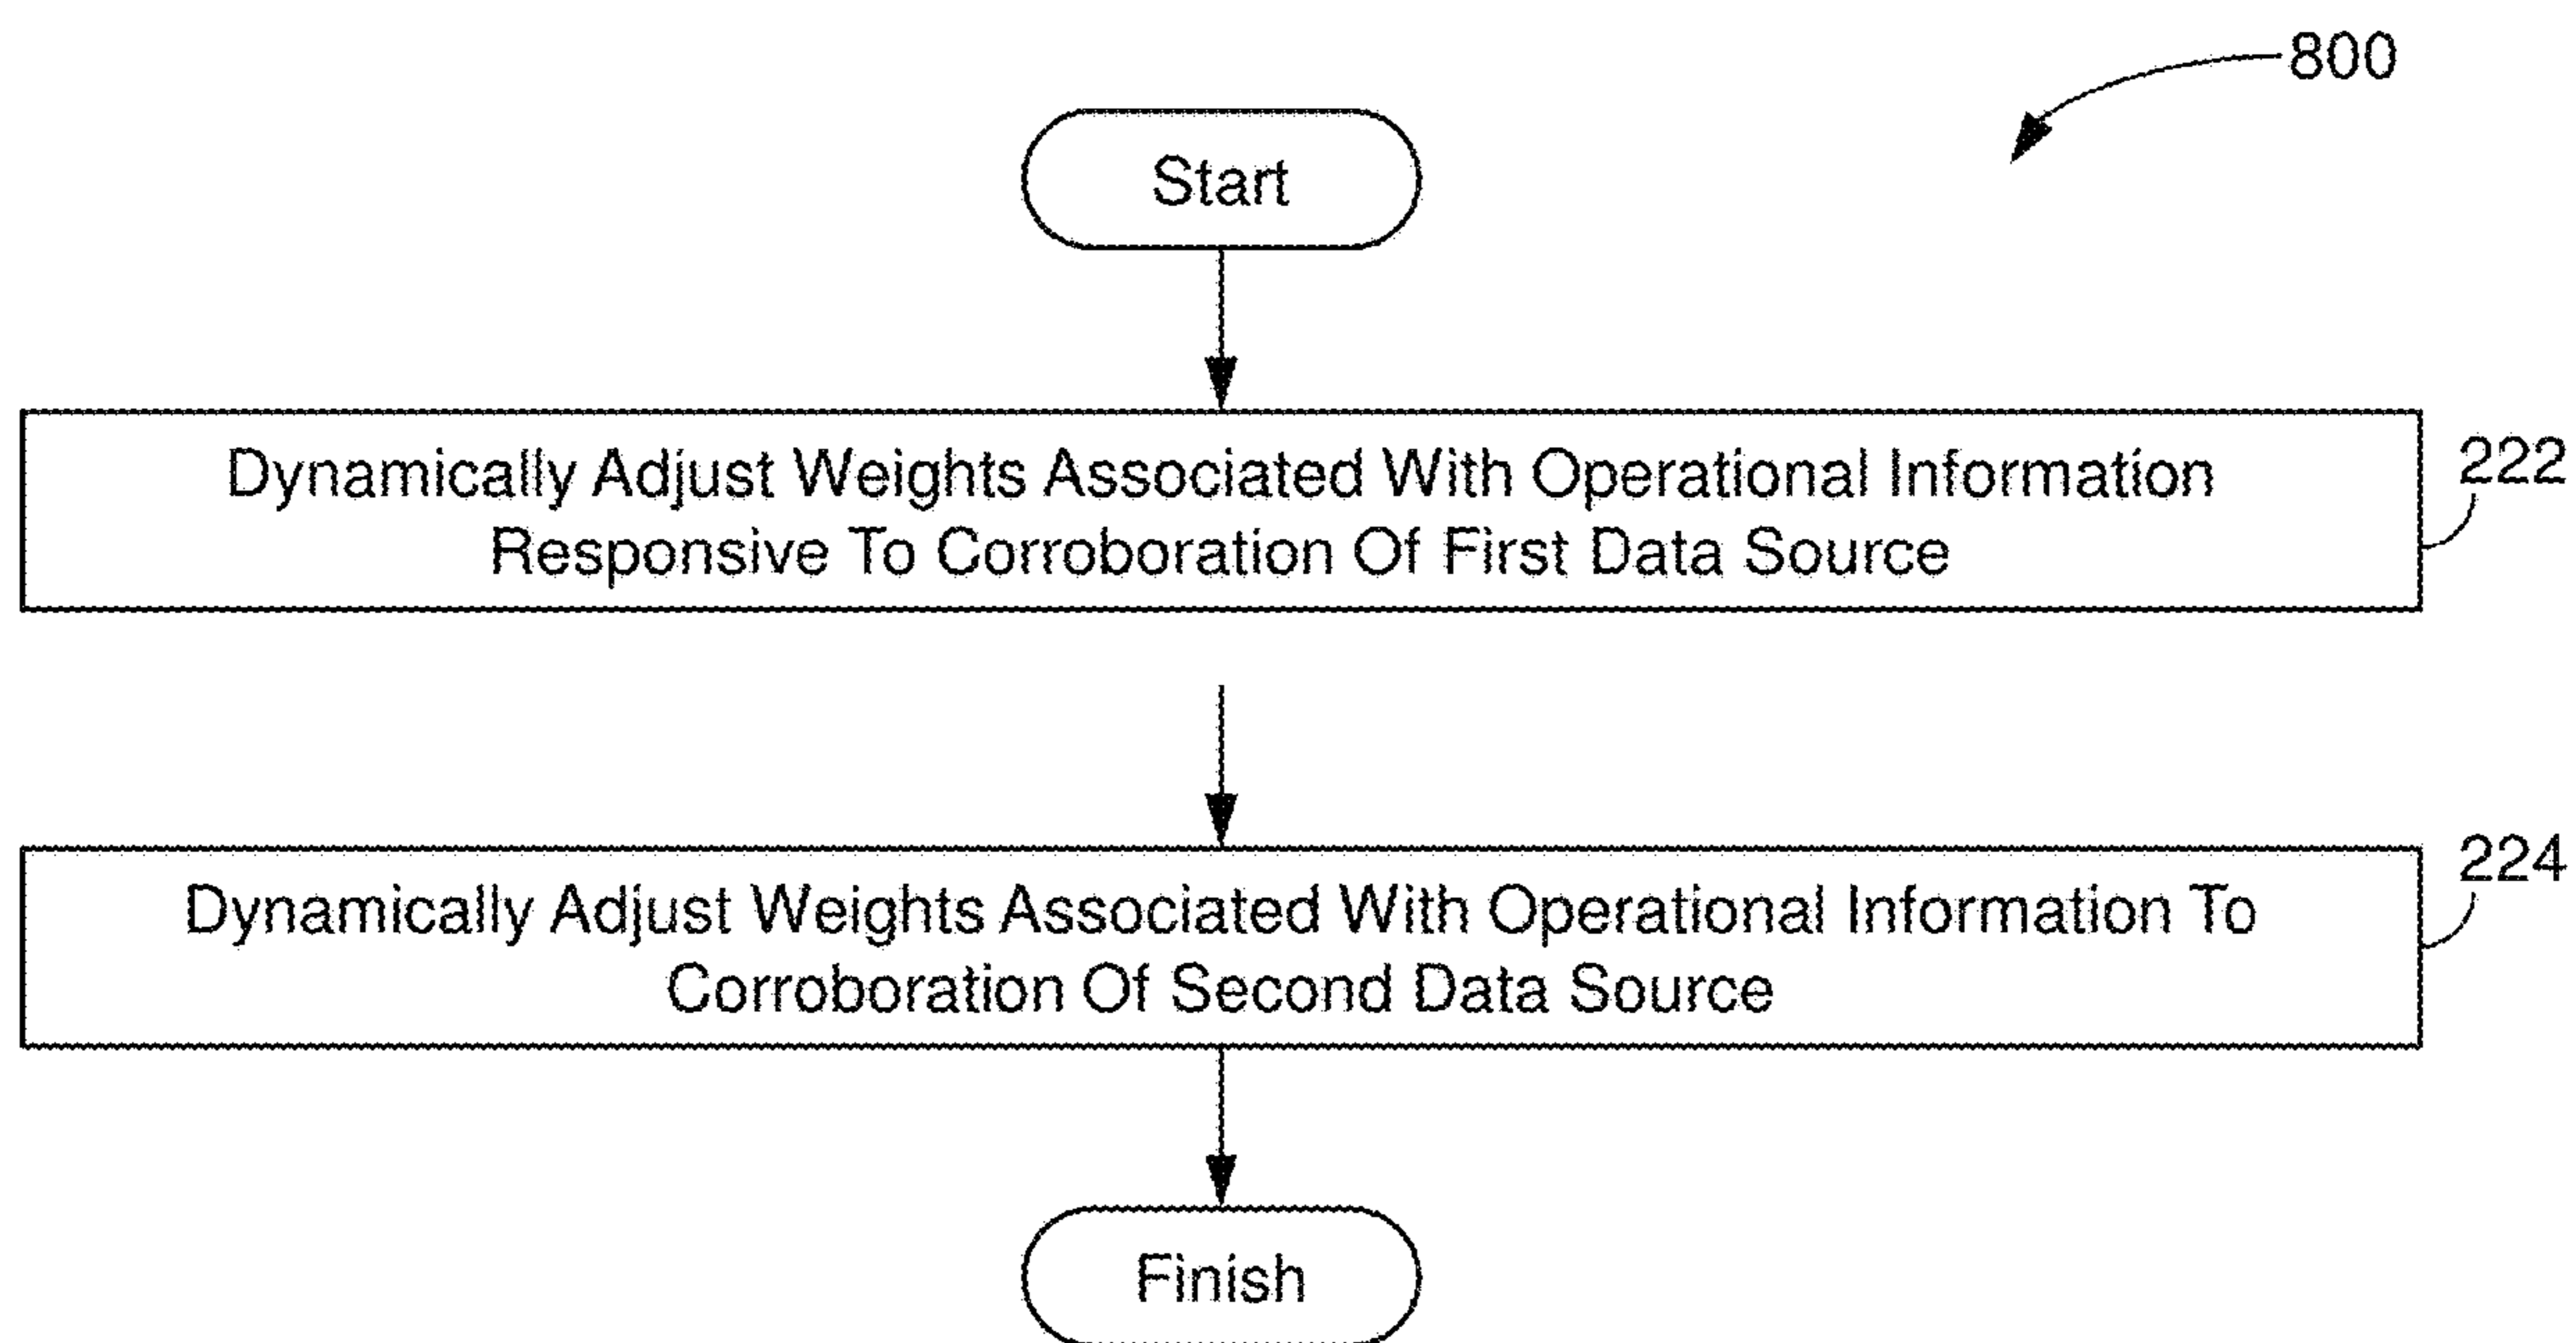 800
Start
Dynamically Adjust Weights Associated With Operational Information
Responsive To Corroboration Of First Data Source
222
Dynamically Adjust Weights Associated With Operational Information To
Corroboration Of Second Data Source
224
Finish